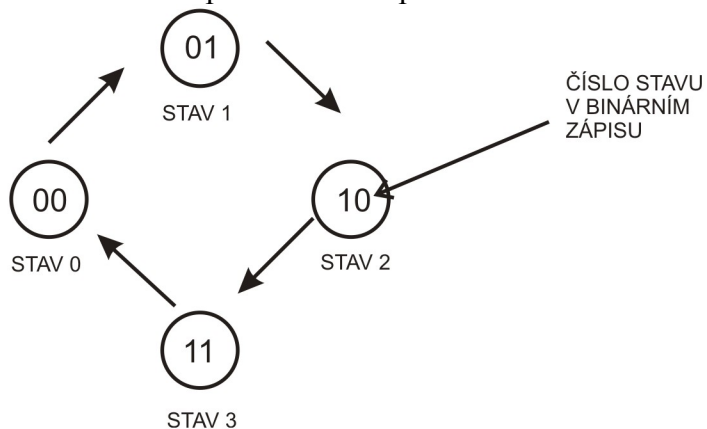 01
STAV 1
ČÍSLO STAVU
V BINÁRNÍM
ZÁPISU
00
STAV 0
10
STAV 2
11
STAV 3